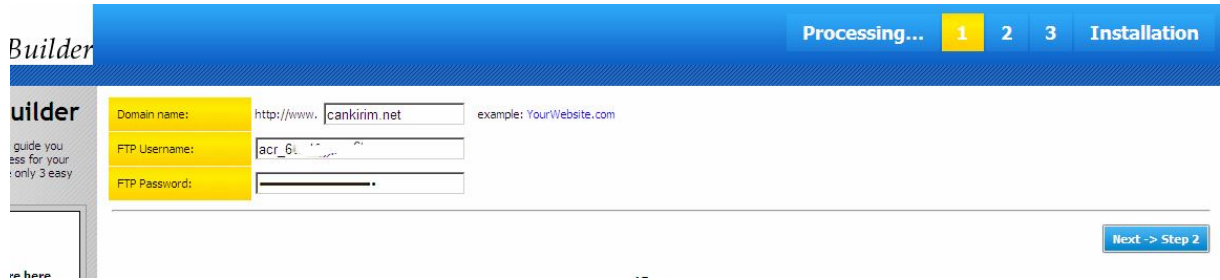 Processing... 1 2 3 Installation
Builder
uilder
guide you
ess for your
only 3 easy
Domain name: http://www. cankirim.net example: YourWebsite.com
FTP Username:
FTP Password:
Next -> Step 2
re here